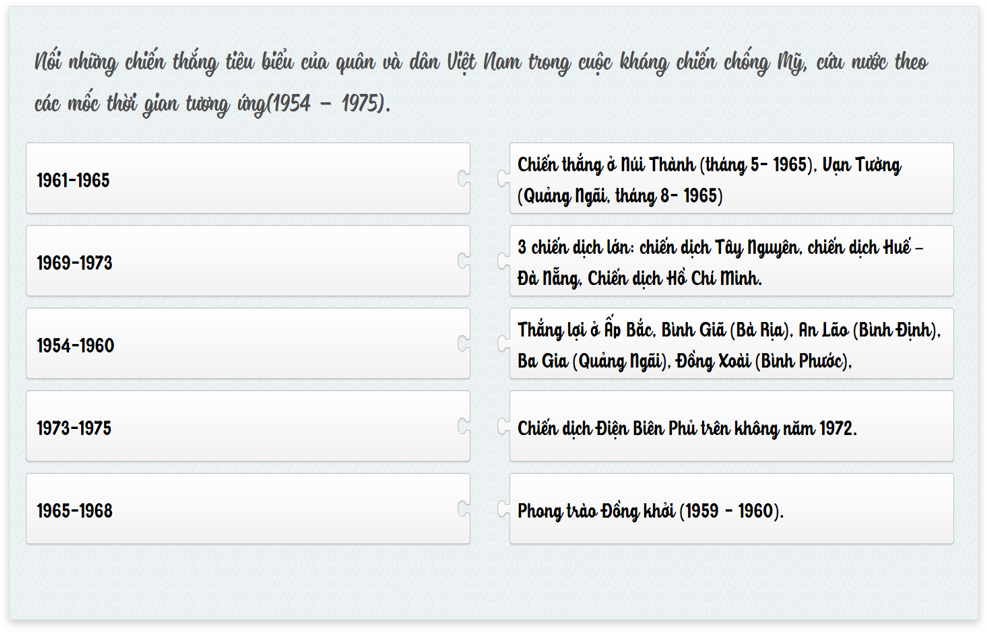 Nối những chiến thắng tiêu biểu của quân và dân Việt Nam trong cuộc kháng chiến chống Mỹ, cứu nước theo
các mốc thời gian tương ứng(1954 – 1975).
1961-1965
Chiến thắng ở Núi Thành (tháng 5- 1965), Vạn Tường
(Quảng Ngãi, tháng 8- 1965)
1969-1973
3 chiến dịch lớn: chiến dịch Tây Nguyên, chiến dịch Huế –
Đà Nẵng, Chiến dịch Hồ Chí Minh.
1954-1960
Thắng lợi ở Ấp Bắc, Bình Giã (Bà Rịa), An Lão (Bình Định),
Ba Gia (Quảng Ngãi), Đồng Xoài (Bình Phước),
1973-1975
Chiến dịch Điện Biên Phủ trên không năm 1972.
1965-1968
Phong trào Đồng khởi (1959 - 1960).